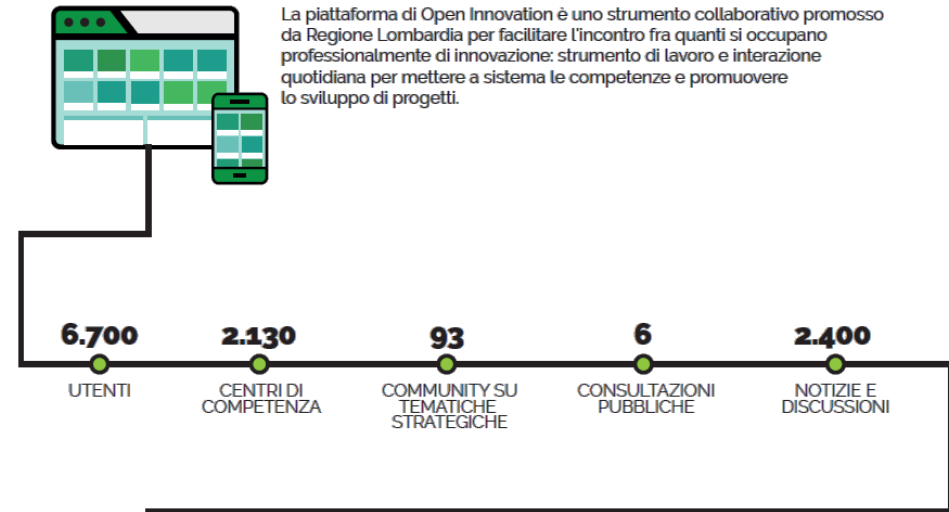 La piattaforma di Open Innovation è uno strumento collaborativo promosso
da Regione Lombardia per facilitare l'incontro fra quanti si occupano
professionalmente di innovazione: strumento di lavoro e interazione
quotidiana per mettere a sistema le competenze e promuovere
lo sviluppo di progetti.
6.700
UTENTI
2.130
CENTRI DI
COMPETENZA
93
COMMUNITY SU
TEMATICHE
STRATEGICHE
6
CONSULTAZIONI
PUBBLICHE
2.400
NOTIZIE E
DISCUSSIONI